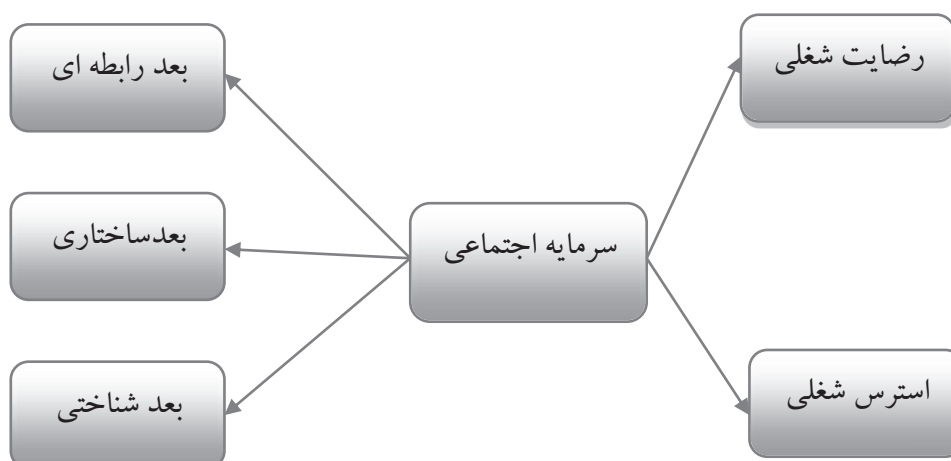 رضایت شغلی
بعد رابطه ای
سرمایه اجتماعی
بعدساختاری
استرس شغلی
بعد شناختی